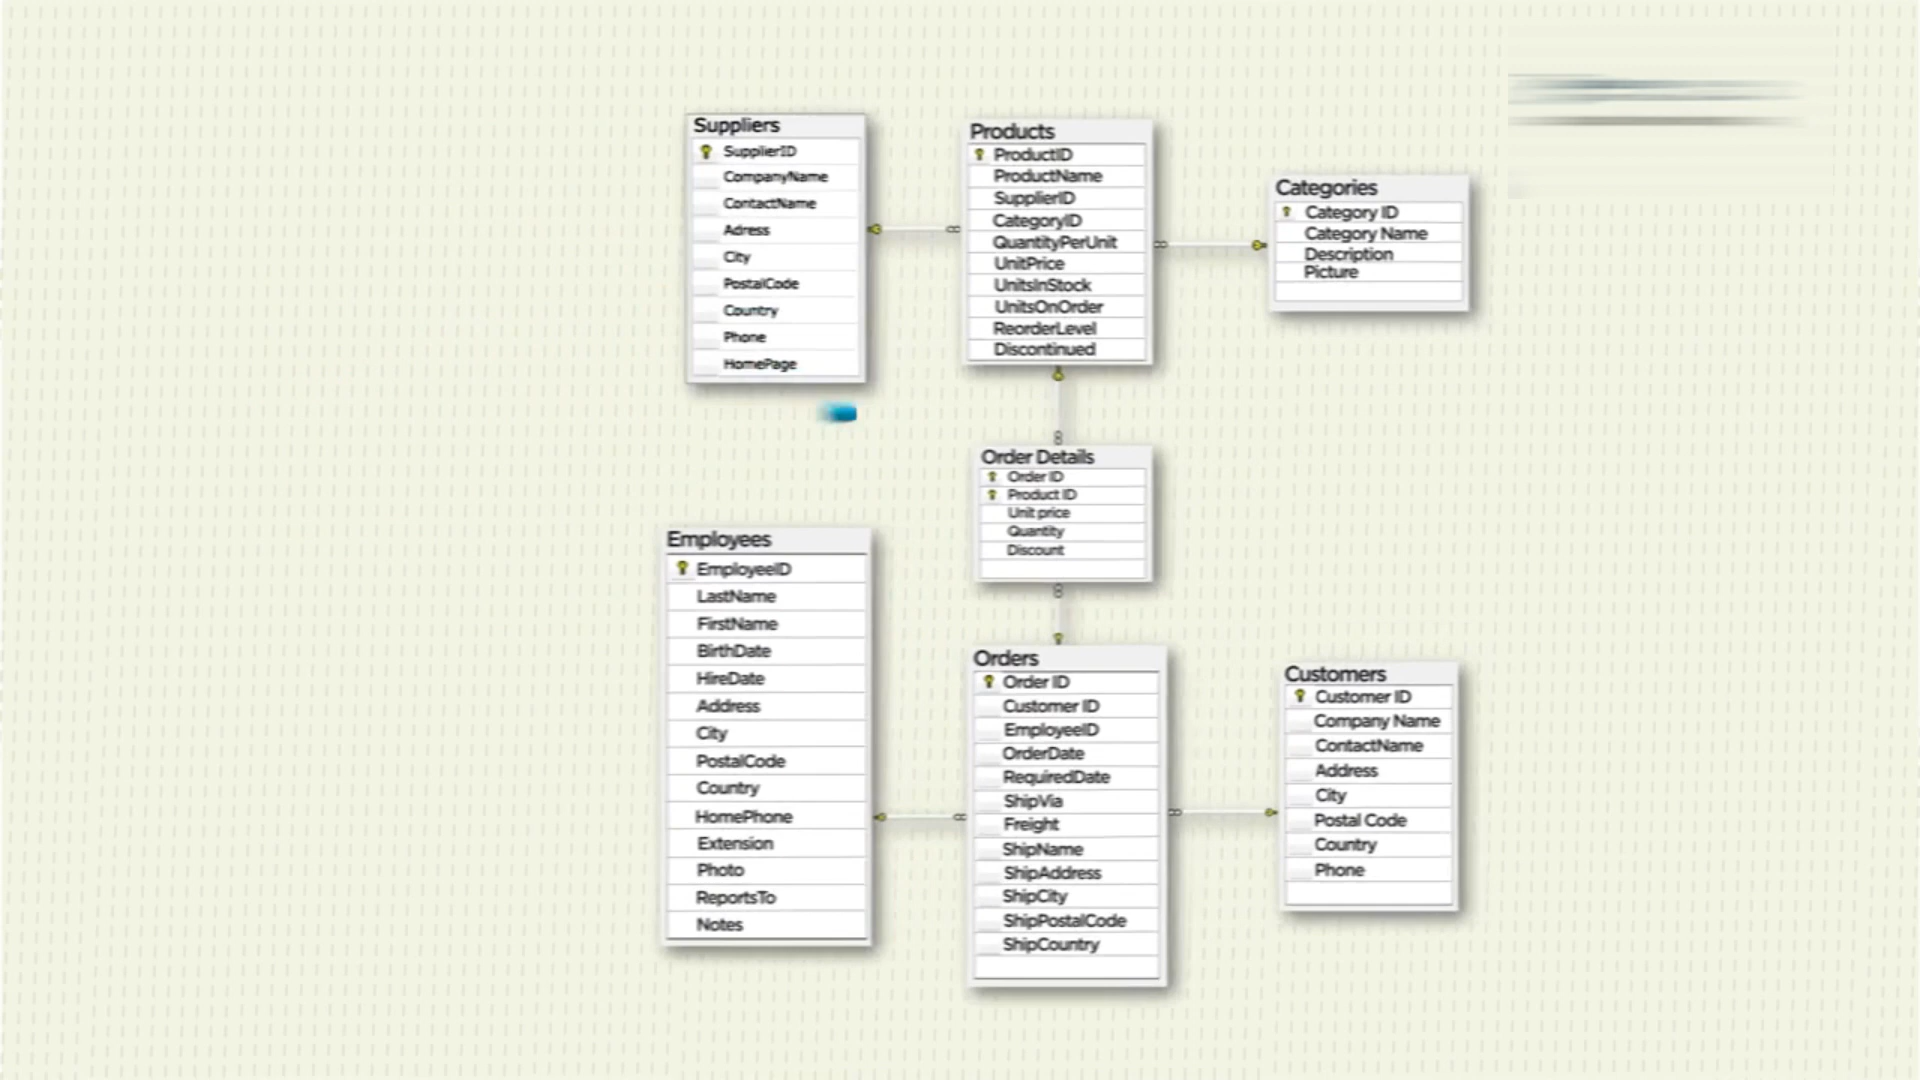 Suppliers
SupplierID
CompanyName
ContactName
Adress
City
PostalCode
Country
Phone
HomePage
Products
ProductID
ProductName
SupplierID
CategoryID
QuantityPerUnit
UnitPrice
UnitsInStock
UnitsOnOrder
ReorderLevel
Discontinued
Categories
Category ID
Category Name
Description
Picture
Order Details
Order ID
Product ID
Unit price
Quantity
Discount
Employees
EmployeeID
LastName
FirstName
BirthDate
HireDate
Address
City
PostalCode
Country
HomePhone
Extension
Photo
ReportsTo
Notes
Orders
Order ID
Customer ID
EmployeeID
OrderDate
RequiredDate
ShipVia
Freight
ShipName
ShipAddress
ShipCity
ShipPostalCode
ShipCountry
Customers
Customer ID
Company Name
ContactName
Address
City
Postal Code
Country
Phone